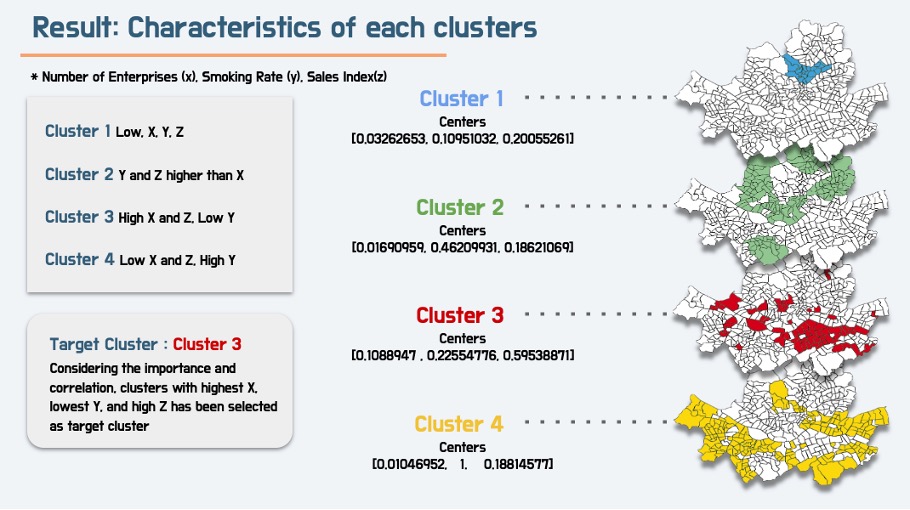 Result: Characteristics of each clusters
* Number of Enterprises (x), Smoking Rate (y), Sales Index(z)
Cluster 1 Low, X, Y, Z
Cluster 2 Y and Z higher than X
Cluster 3 High X and Z, Low Y
Cluster 4 Low X and Z, High Y
Target Cluster : Cluster 3
Considering the importance and
correlation, clusters with highest X,
lowest Y, and high Z has been selected
as target cluster
Cluster 1
Centers
[0.03262653, 0.10951032, 0.20055261]
Cluster 2
Centers
[0.01690959, 0.46209931, 0.18621069]
Cluster 3
Centers
[0.1088947 , 0.22554776, 0.59538871]
Cluster 4
Centers
[0.01046952, 1. 0.18814577]